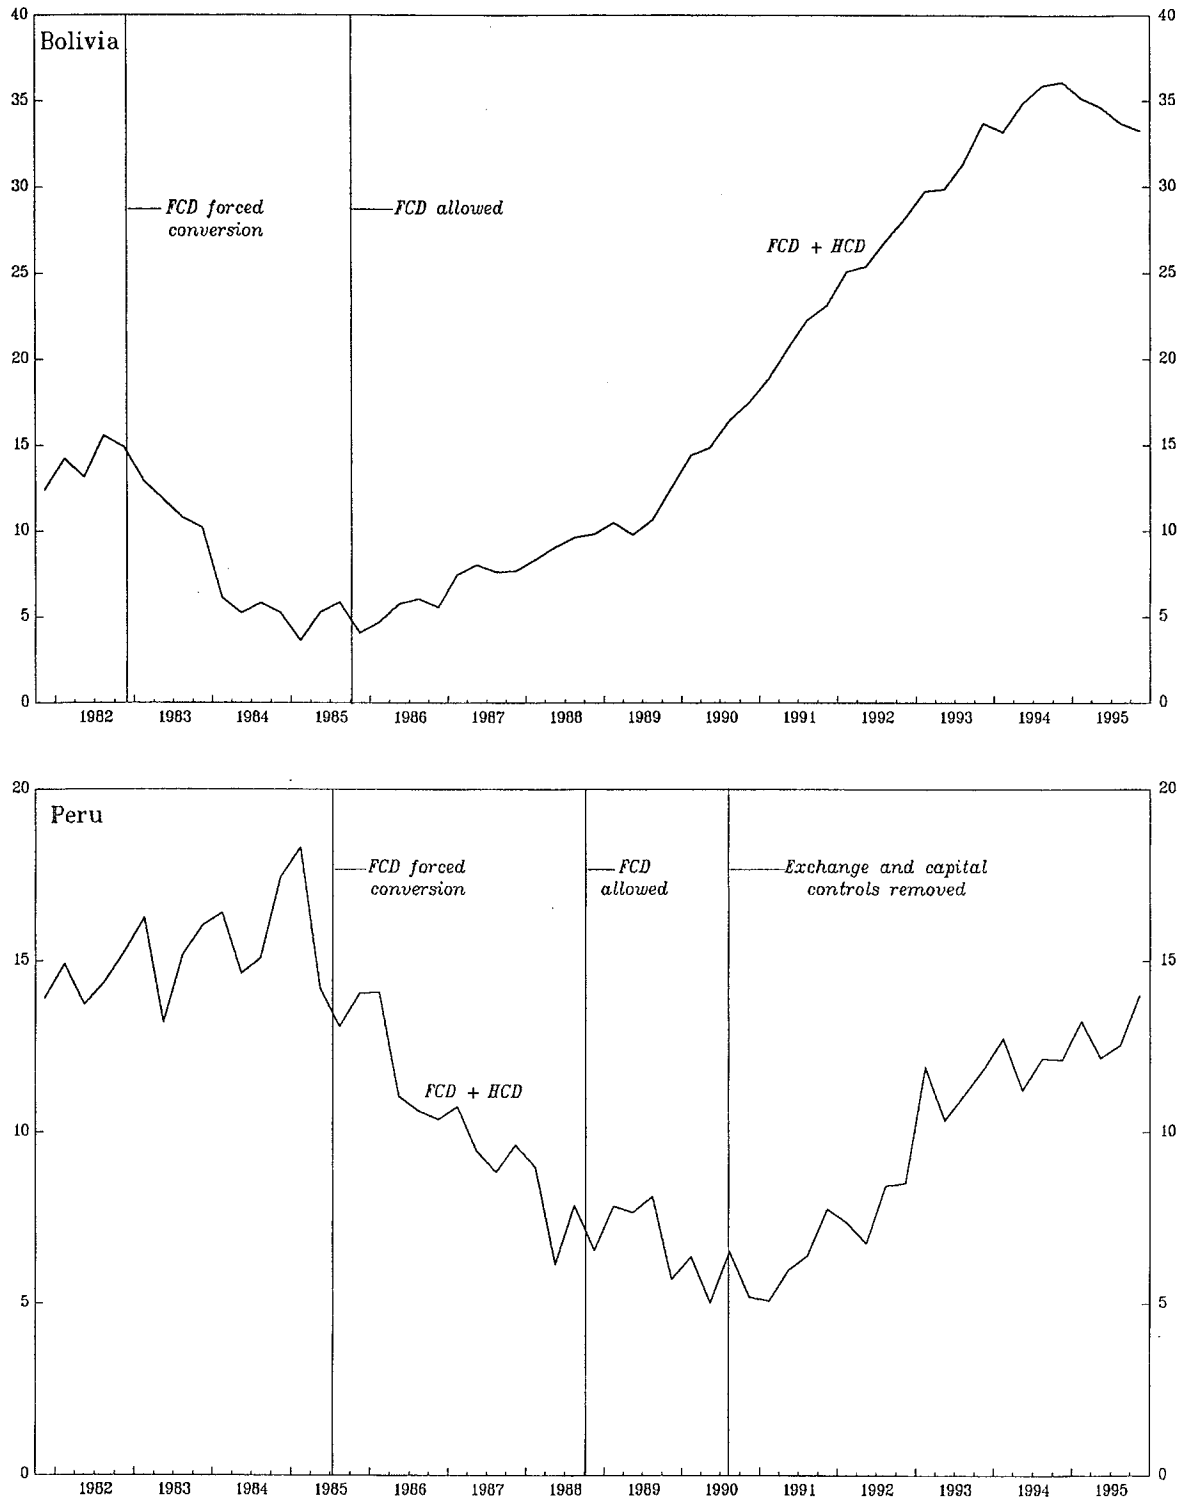 40 40
Bolivia
35 35
30 30
FCD forced
conversion
FCD allowed
FCD + HCD
25 25
20 20
15 15
10 10
5 5
0 0
1982 1983 1984 1985 1986 1987 1988 1989 1990 1991 1992 1993 1994 1995
20 20
Peru
FCD forced
conversion
FCD
allowed
Exchange and capital
controls removed
15 15
FCD + HCD
10 10
5 5
0 0
1982 1983 1984 1985 1986 1987 1988 1989 1990 1991 1992 1993 1994 1995